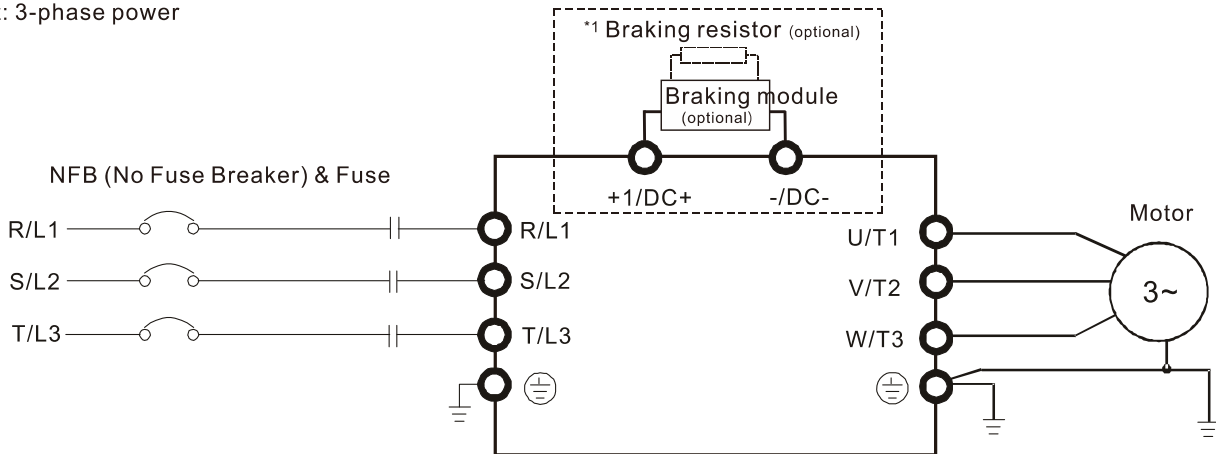 : 3-phase power
*1 Braking resistor (optional)
Braking module
(optional)
NFB (No Fuse Breaker) & Fuse
+1/DC+
-/DC-
Motor
R/L1
R/L1
U/T1
S/L2
S/L2
V/T2
3~
T/L3
T/L3
W/T3